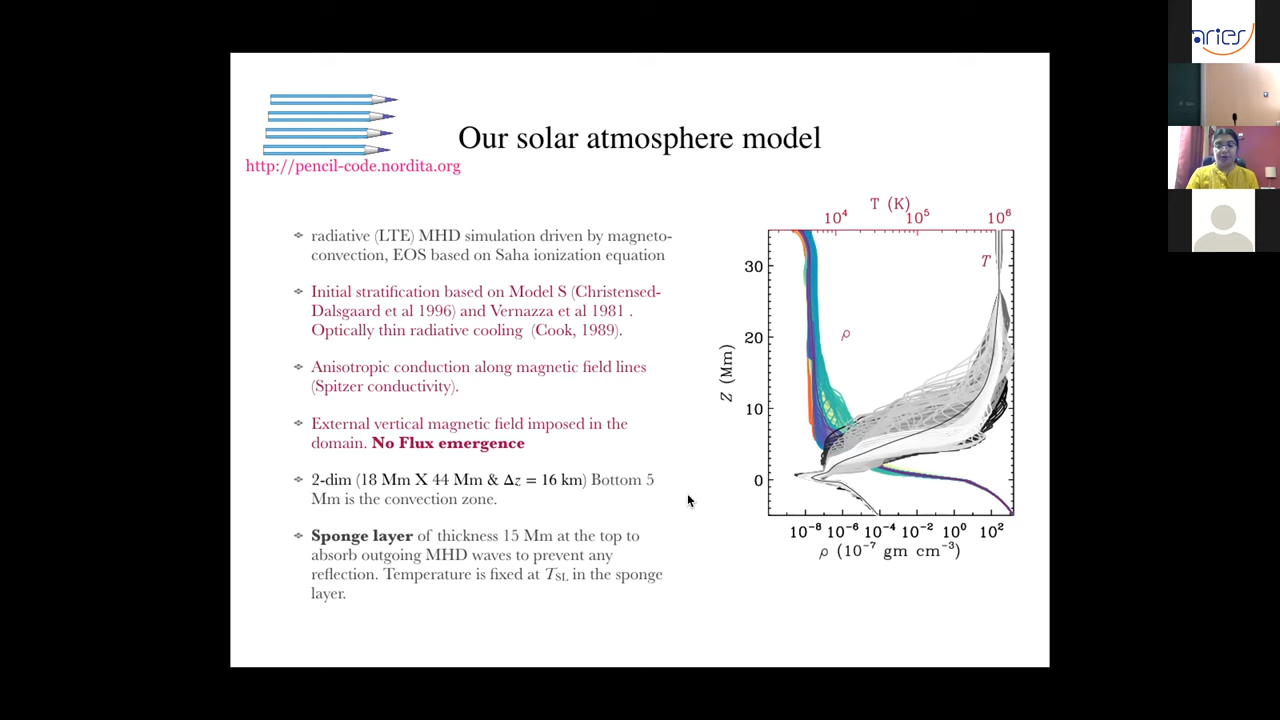 aries
Our solar atmosphere model
http://pencil-code.nordita.org
radiative (LTE) MHD simulation driven by magneto-
convection, EOS based on Saha ionization equation
Initial stratification based on Model S (Christensed-
Dalsgaard et al 1996) and Vernazza et al 1981 .
Optically thin radiative cooling (Cook, 1989).
Anisotropic conduction along magnetic field lines
(Spitzer conductivity).
External vertical magnetic field imposed in the
domain. No Flux emergence
2-dim (18 Mm X 44 Mm & Δz = 16 km) Bottom 5
Mm is the convection zone.
Sponge layer of thickness 15 Mm at the top to
absorb outgoing MHD waves to prevent any
reflection. Temperature is fixed at T_SL in the sponge
layer.
T (K)
10⁴ 10⁵ 10⁶
T
ρ
Z (Mm)
30
20
10
0
10⁻⁸ 10⁻⁶ 10⁻⁴ 10⁻² 10⁰ 10²
ρ (10⁻⁷ gm cm⁻³)